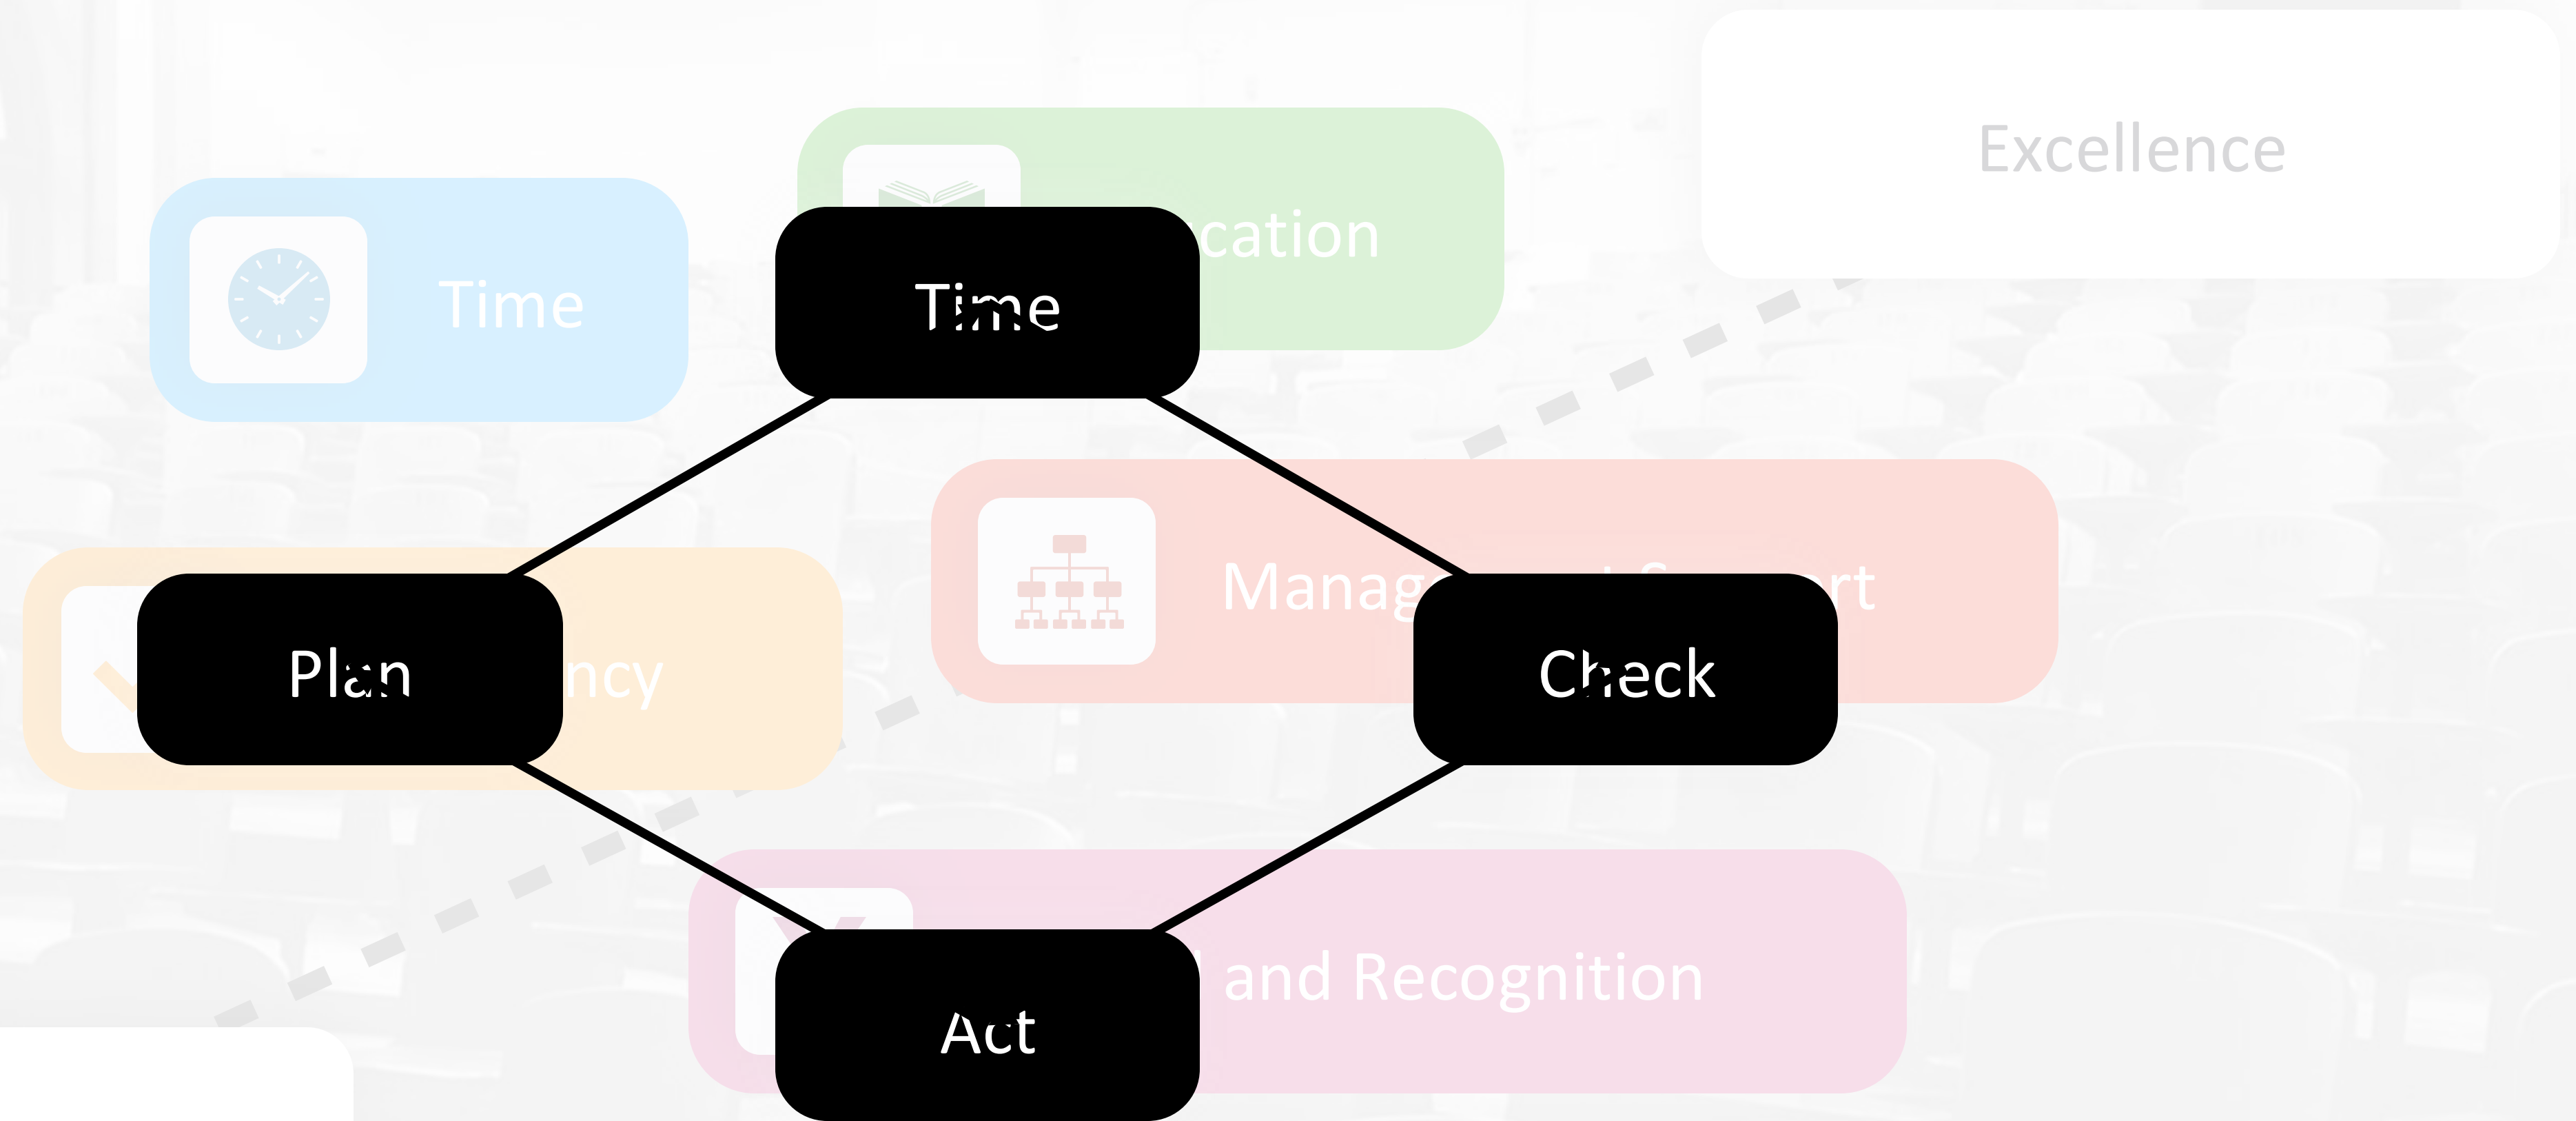 Excellence
Time
cation
Time
Manag rt
Plan
ncy
Check
and Recognition
Act